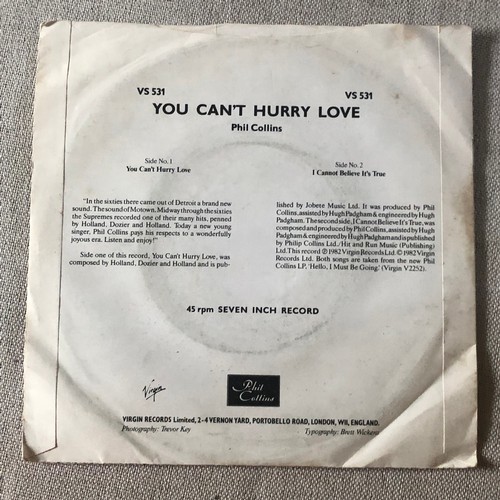 VS 531 VS 531
YOU CAN'T HURRY LOVE
Phil Collins
Side No. 1
You Can't Hurry Love
Side No. 2
I Cannot Believe It's True
"In the sixties there came out of Detroit a brand new
sound. The sound of Motown. Midway through the sixties
the Supremes recorded one of their many hits, penned
by Holland, Dozier and Holland. Today a new young
singer, Phil Collins pays his respects to a wonderfully
joyous era. Listen and enjoy!"
Side one of this record, You Can't Hurry Love, was
composed by Holland, Dozier and Holland and is pub-
lished by Jobete Music Ltd. It was produced by Phil
Collins, assisted by Hugh Padgham & engineered by Hugh
Padgham. The second side, I Cannot Believe It's True, was
composed and produced by Phil Collins, assisted by Hugh
Padgham & engineered by Hugh Padgham and is published
by Philip Collins Ltd./Hit and Run Music (Publishing)
Ltd. This record ℗ 1982 Virgin Records Ltd. © 1982 Virgin
Records Ltd. Both songs are taken from the new Phil
Collins LP, 'Hello, I Must Be Going.' (Virgin V2252).
45 rpm SEVEN INCH RECORD
Virgin
Phil
Collins
VIRGIN RECORDS Limited, 2-4 VERNON YARD, PORTOBELLO ROAD, LONDON, W11, ENGLAND.
Photography: Trevor Key Typography: Brett Wickens